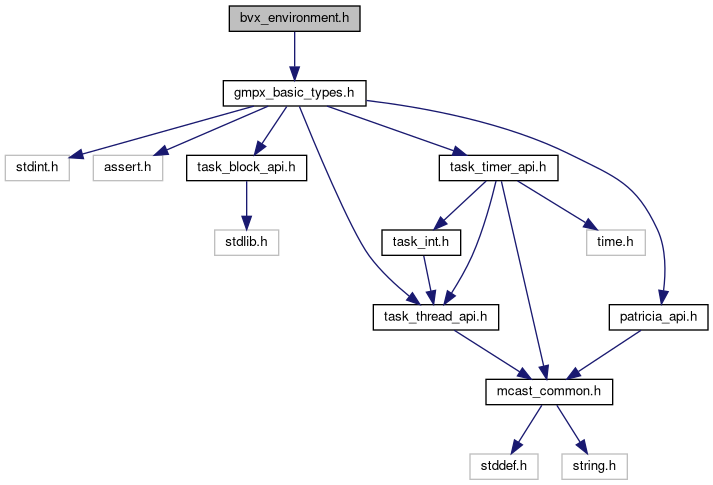 bvx_environment.h
gmpx_basic_types.h
stdint.h
assert.h
task_block_api.h
task_timer_api.h
stdlib.h
task_int.h
time.h
task_thread_api.h
patricia_api.h
mcast_common.h
stddef.h
string.h